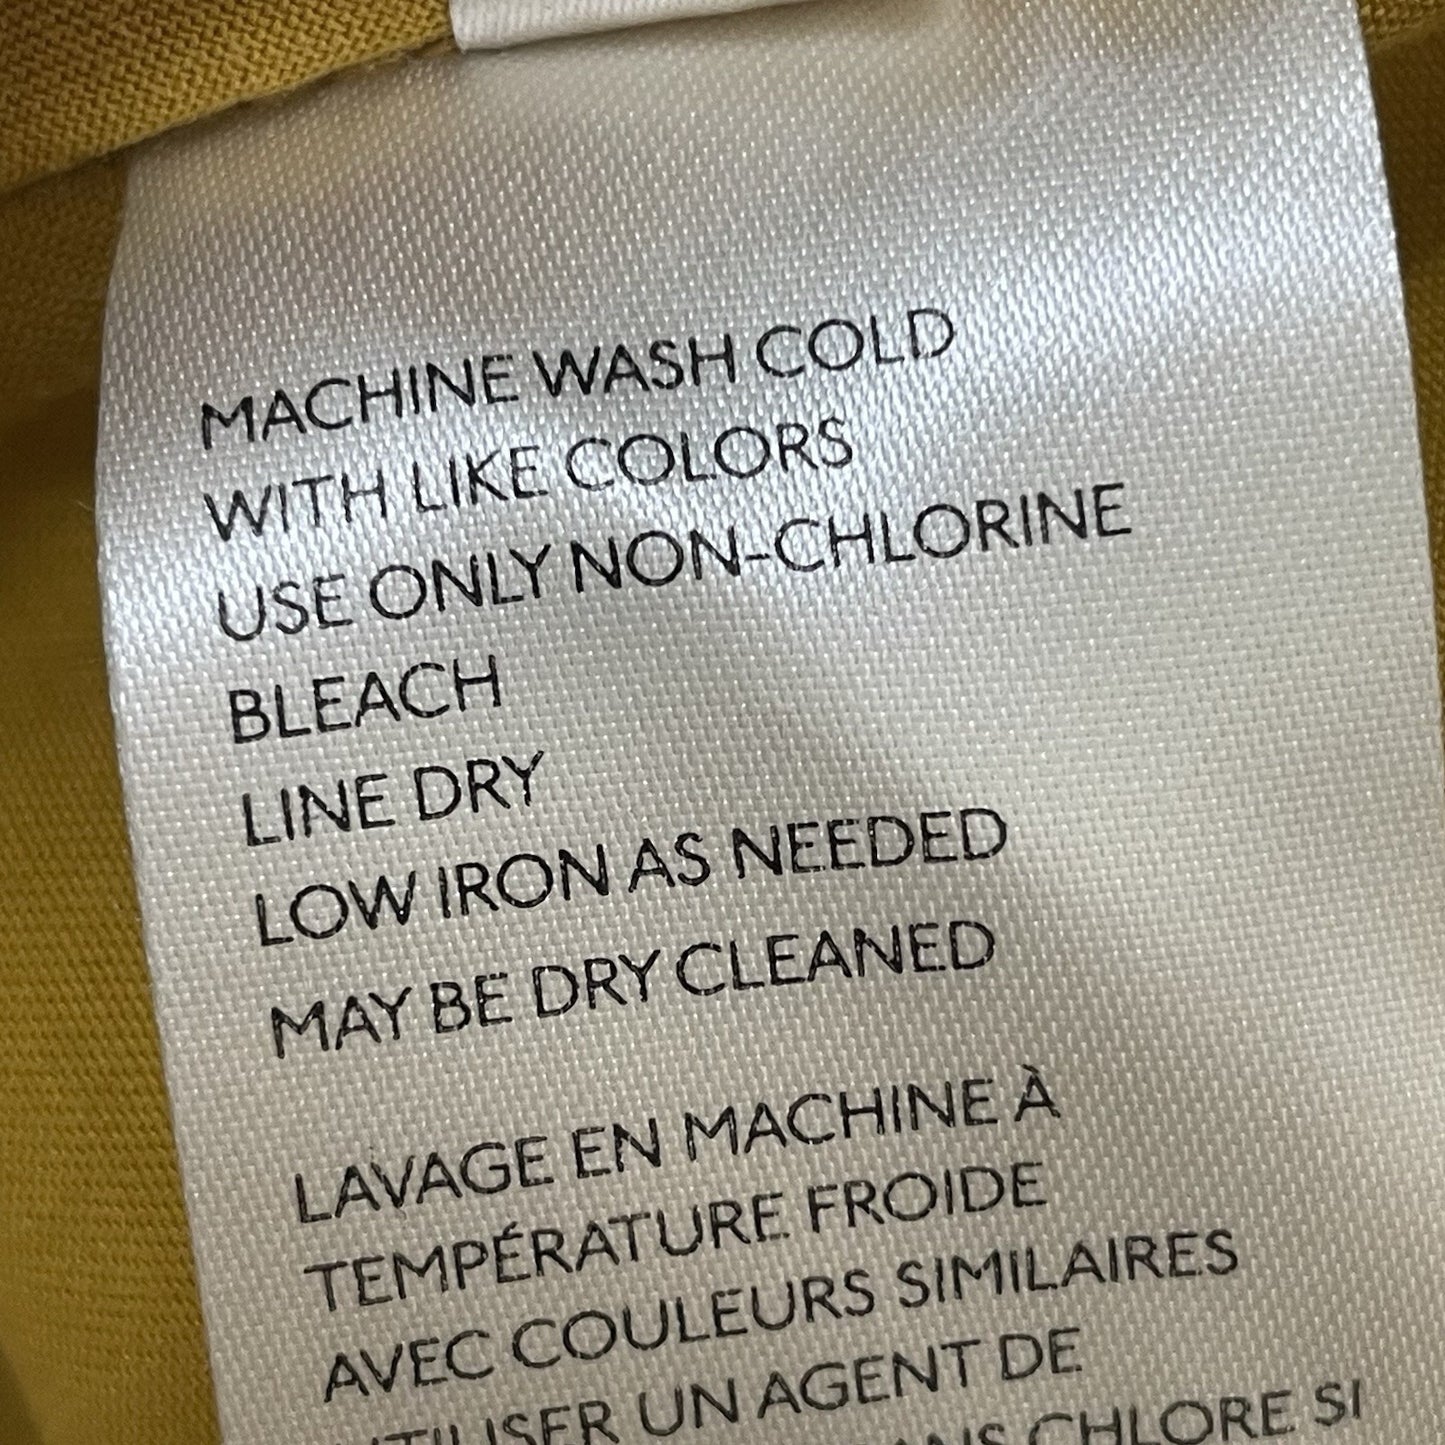 MACHINE WASH COLD
WITH LIKE COLORS
USE ONLY NON-CHLORINE
BLEACH
LINE DRY
LOW IRON AS NEEDED
MAY BE DRY CLEANED
LAVAGE EN MACHINE À
TEMPÉRATURE FROIDE
AVEC COULEURS SIMILAIRES
UTILISER UN AGENT DE
CHLORE SI